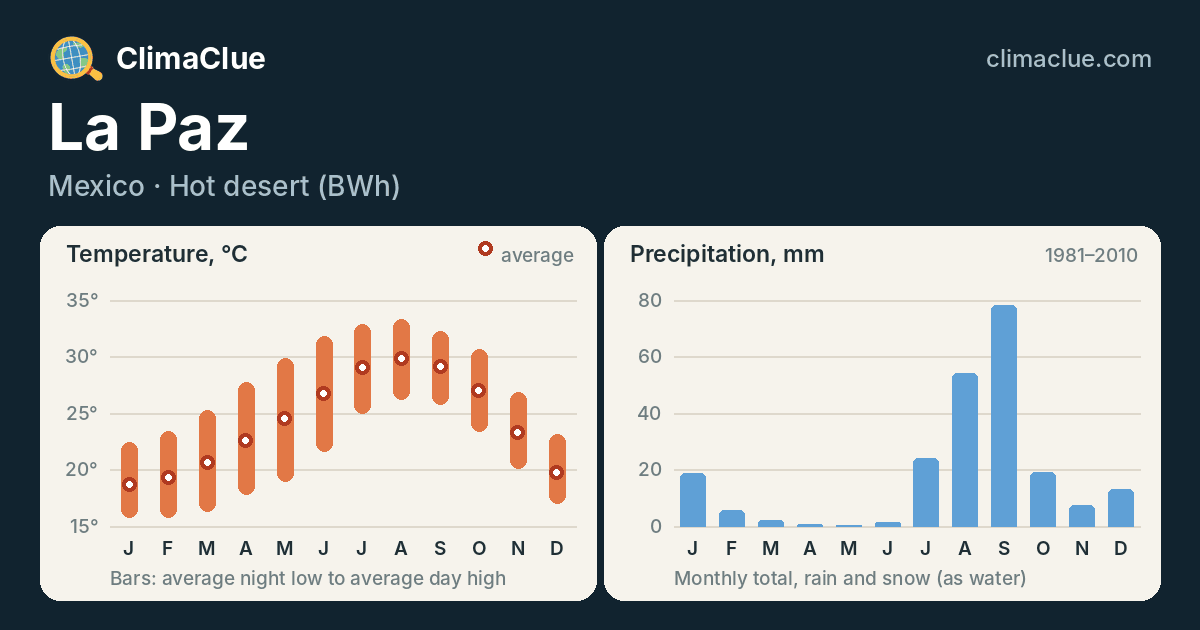 ClimaClue
climaclue.com
La Paz
Mexico · Hot desert (BWh)
Temperature, °C
average
35°
30°
25°
20°
15°
J F M A M J J A S O N D
Bars: average night low to average day high
Precipitation, mm
1981–2010
80
60
40
20
0
J F M A M J J A S O N D
Monthly total, rain and snow (as water)